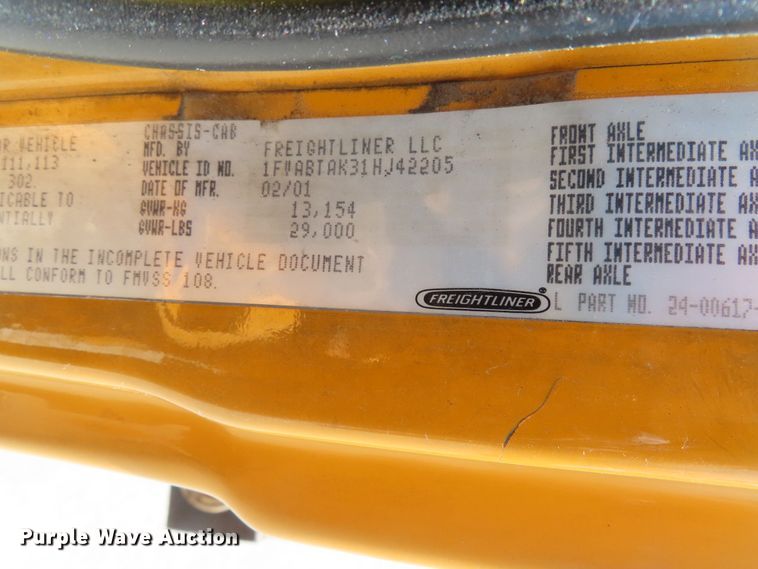 OR VEHICLE
111,113
302.
ICABLE TO
ENTIALLY
ONS IN THE INCOMPLETE VEHICLE DOCUMENT
LL CONFORM TO FMVSS 108.
CHASSIS-CAB
MFD. BY FREIGHTLINER LLC
VEHICLE ID NO. 1FVABTAK31HJ42205
DATE OF MFR. 02/01
GVWR-KG 13,154
GVWR-LBS 29,000
FRONT AXLE
FIRST INTERMEDIATE AX
SECOND INTERMEDIATE AX
THIRD INTERMEDIATE AX
FOURTH INTERMEDIATE AX
FIFTH INTERMEDIATE AX
REAR AXLE
FREIGHTLINER®
L PART NO. 24-00617-
Purple Wave Auction